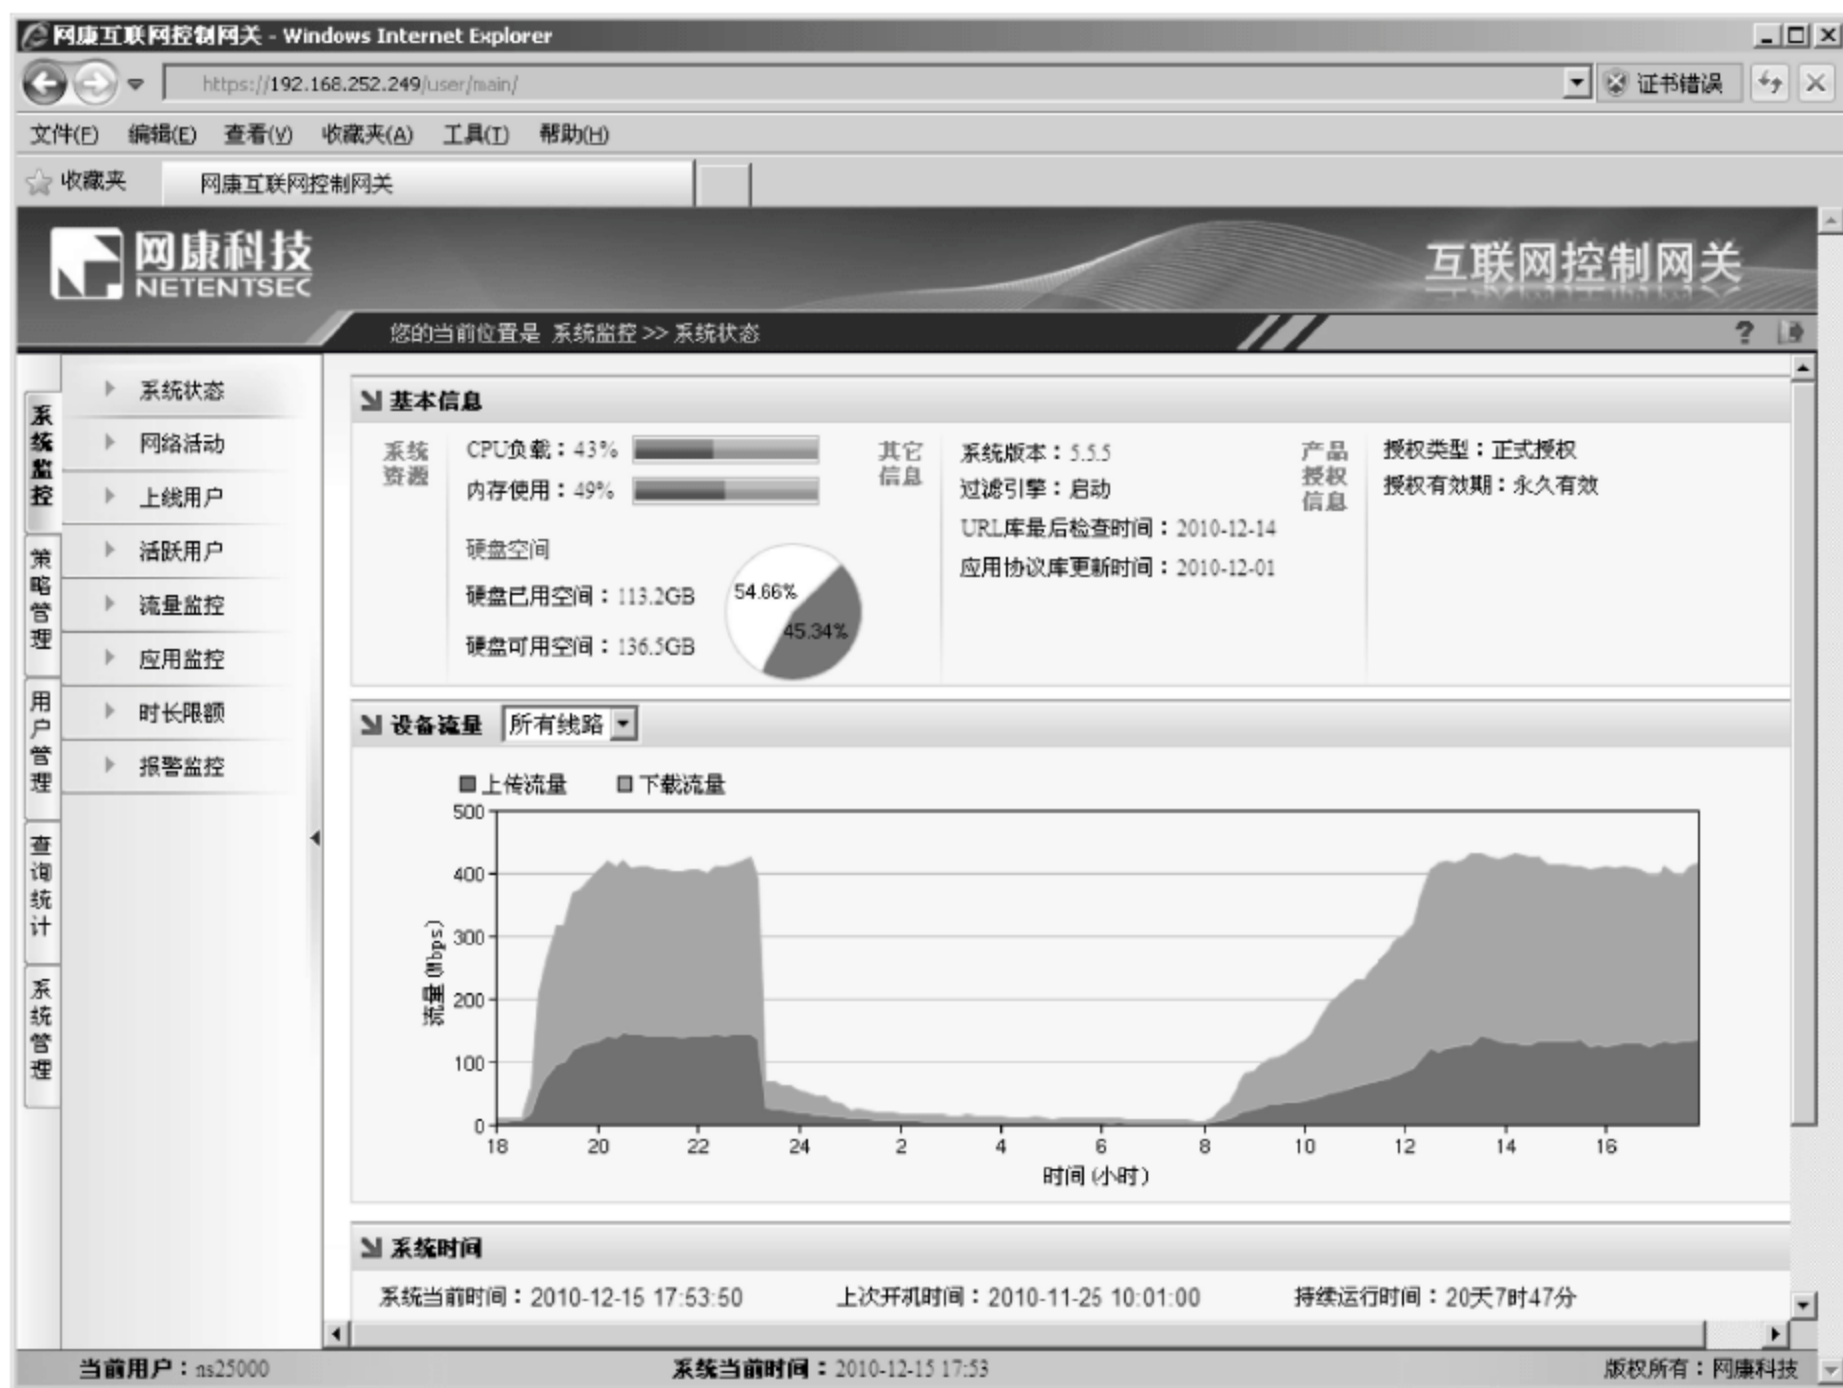 网康互联网控制网关 - Windows Internet Explorer
https://192.168.252.249/user/main/
证书错误
文件(F) 编辑(E) 查看(V) 收藏夹(A) 工具(T) 帮助(H)
收藏夹 网康互联网控制网关
网康科技
NETENTSEC
互联网控制网关
您的当前位置是 系统监控 >> 系统状态
系统监控
策略管理
用户管理
查询统计
系统管理
系统状态
网络活动
上线用户
活跃用户
流量监控
应用监控
时长限额
报警监控
基本信息
系统资源
CPU负载：43%
内存使用：49%
硬盘空间
硬盘已用空间：113.2GB
硬盘可用空间：136.5GB
54.66%
45.34%
其它信息
系统版本：5.5.5
过滤引擎：启动
URL库最后检查时间：2010-12-14
应用协议库更新时间：2010-12-01
产品授权信息
授权类型：正式授权
授权有效期：永久有效
设备流量 所有线路
上传流量 下载流量
流量(Mbps)
500
400
300
200
100
0
18 20 22 24 2 4 6 8 10 12 14 16
时间(小时)
系统时间
系统当前时间：2010-12-15 17:53:50 上次开机时间：2010-11-25 10:01:00 持续运行时间：20天7时47分
当前用户：ns25000 系统当前时间：2010-12-15 17:53 版权所有：网康科技